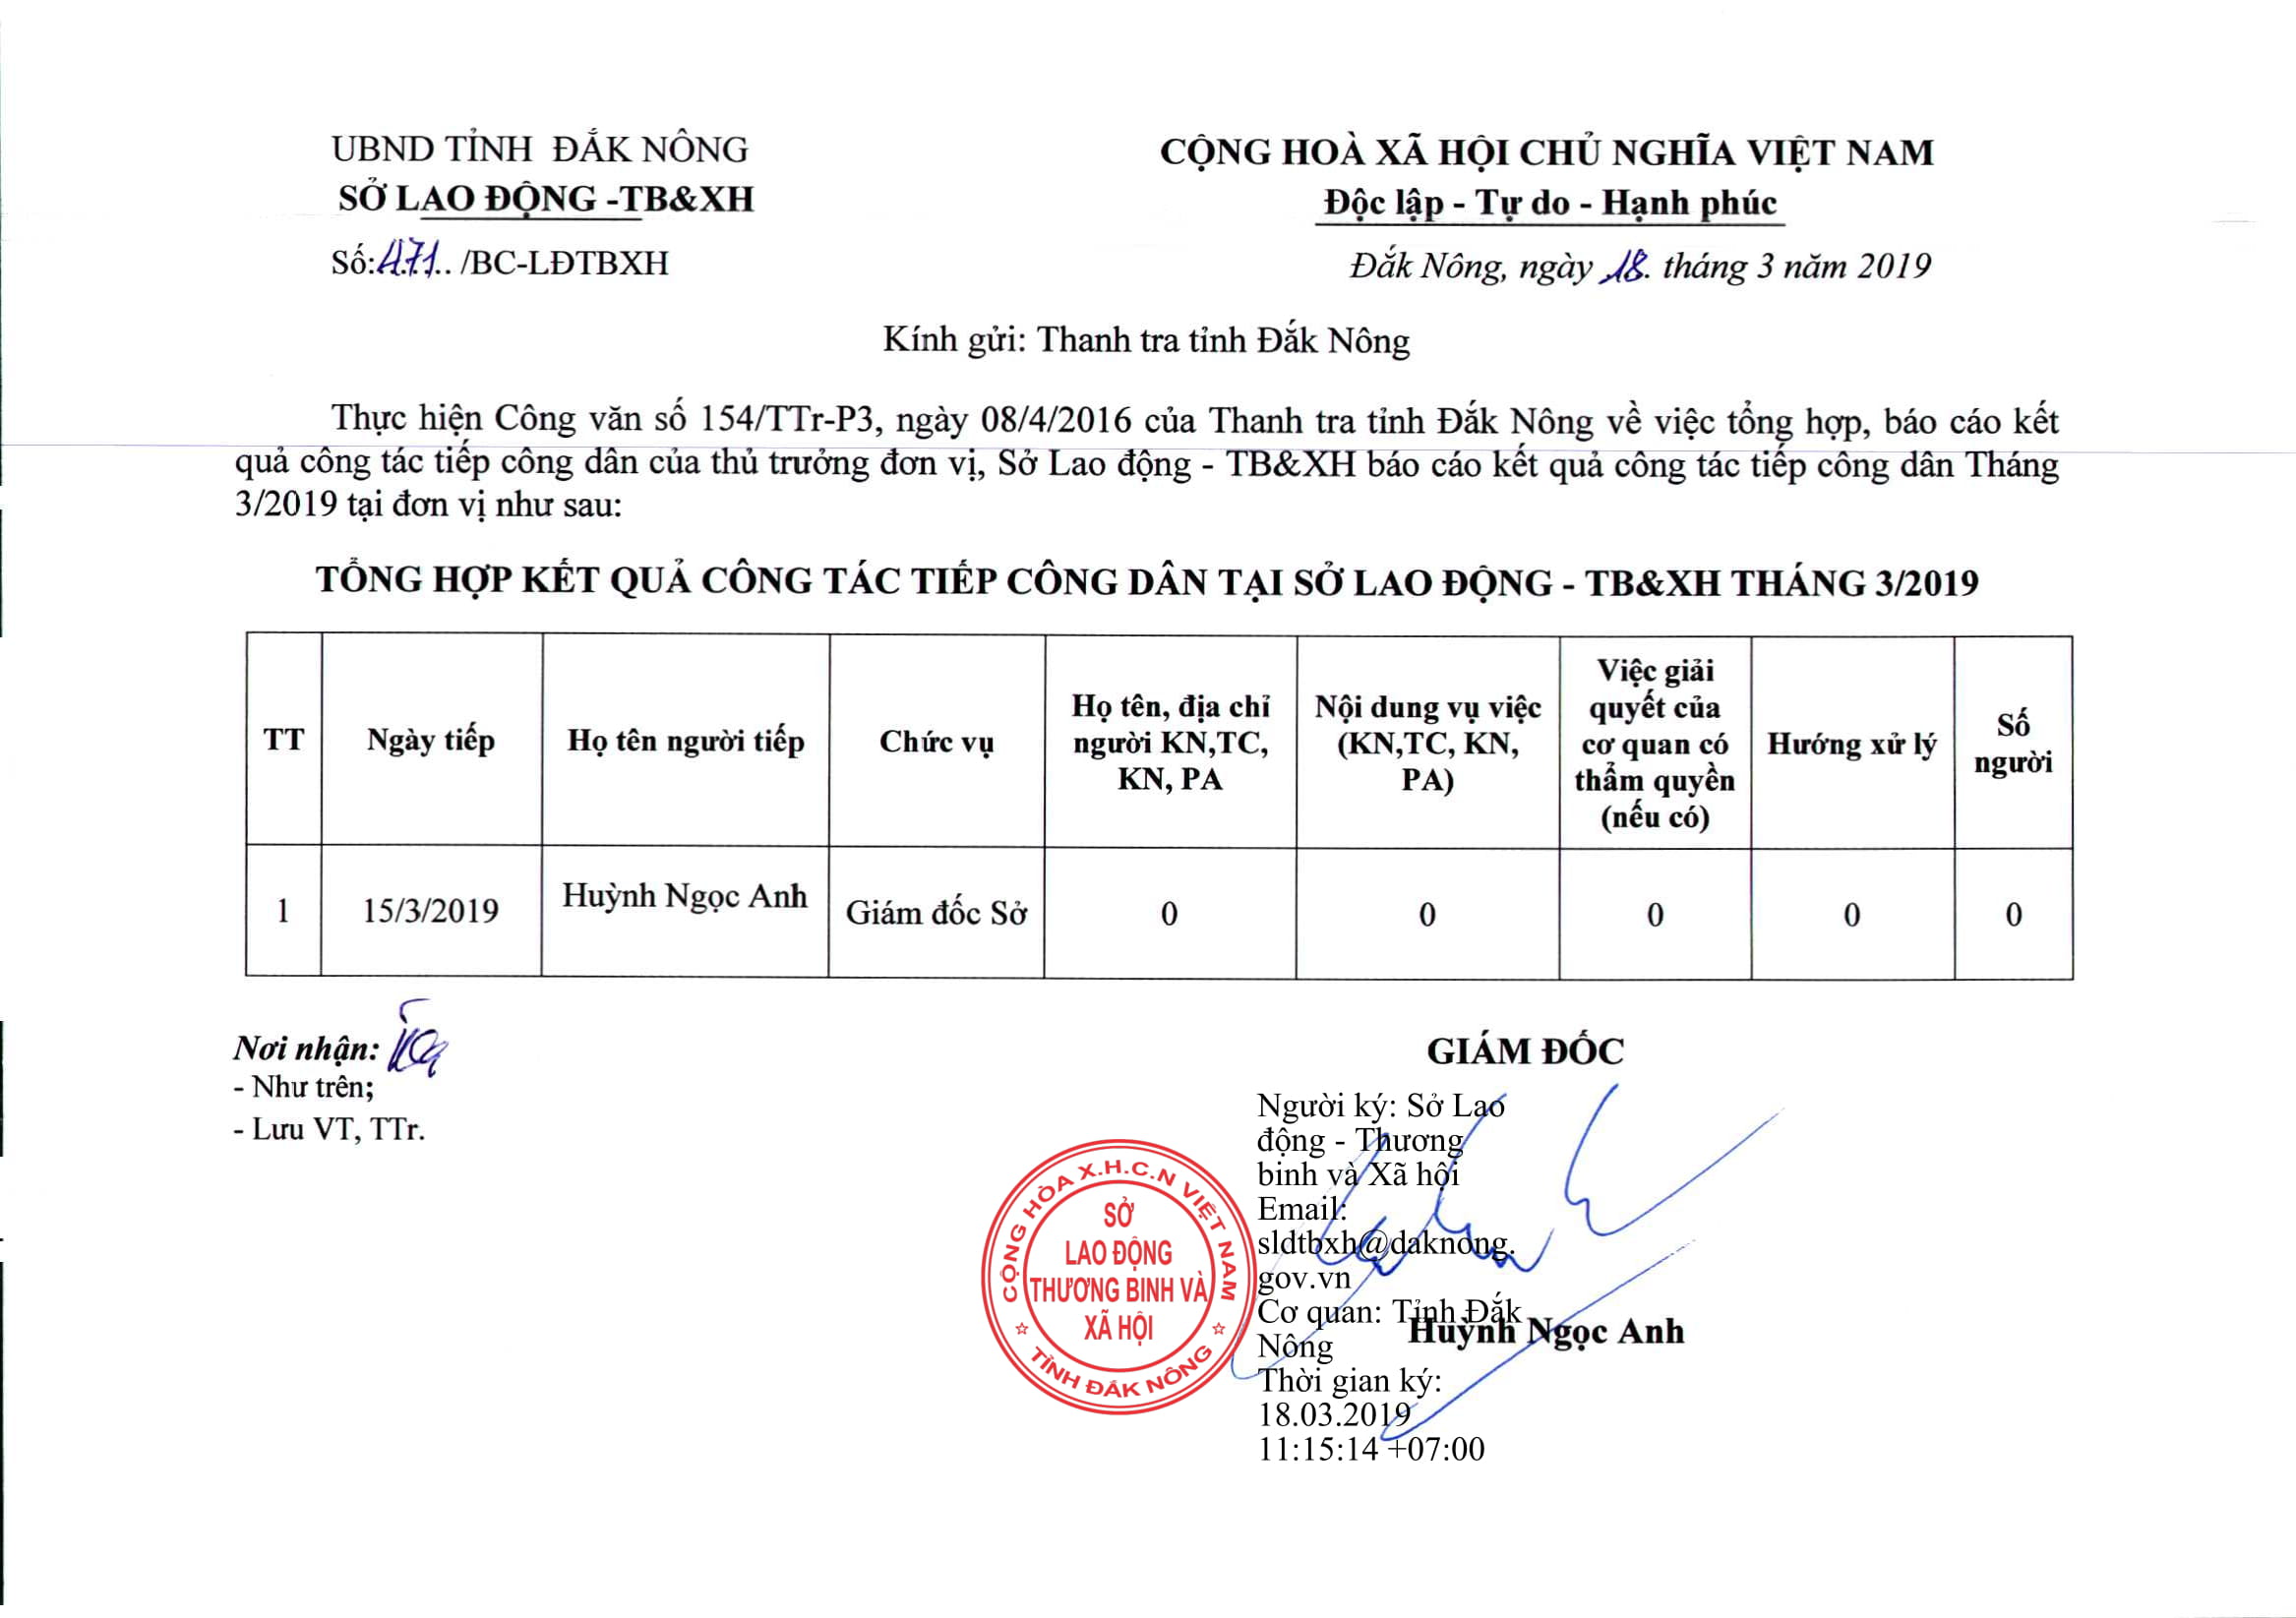 UBND TỈNH ĐẮK NÔNG
SỞ LAO ĐỘNG -TB&XH
Số: 471 /BC-LĐTBXH
CỘNG HOÀ XÃ HỘI CHỦ NGHĨA VIỆT NAM
Độc lập - Tự do - Hạnh phúc
Đắk Nông, ngày 18 tháng 3 năm 2019
Kính gửi: Thanh tra tỉnh Đắk Nông
Thực hiện Công văn số 154/TTr-P3, ngày 08/4/2016 của Thanh tra tỉnh Đắk Nông về việc tổng hợp, báo cáo kết
quả công tác tiếp công dân của thủ trưởng đơn vị, Sở Lao động - TB&XH báo cáo kết quả công tác tiếp công dân Tháng
3/2019 tại đơn vị như sau:
TỔNG HỢP KẾT QUẢ CÔNG TÁC TIẾP CÔNG DÂN TẠI SỞ LAO ĐỘNG - TB&XH THÁNG 3/2019
TT
Ngày tiếp
Họ tên người tiếp
Chức vụ
Họ tên, địa chỉ
người KN,TC,
KN, PA
Nội dung vụ việc
(KN,TC, KN,
PA)
Việc giải
quyết của
cơ quan có
thẩm quyền
(nếu có)
Hướng xử lý
Số
người
1
15/3/2019
Huỳnh Ngọc Anh
Giám đốc Sở
0
0
0
0
0
Nơi nhận:
- Như trên;
- Lưu VT, TTr.
GIÁM ĐỐC
Người ký: Sở Lao
động - Thương
binh và Xã hội
Email:
sldtbxh@daknong.
gov.vn
Cơ quan: Tỉnh Đắk
Nông
Thời gian ký:
18.03.2019
11:15:14 +07:00
Huỳnh Ngọc Anh
CỘNG HÒA X.H.C.N VIỆT NAM
SỞ
LAO ĐỘNG
THƯƠNG BINH VÀ
XÃ HỘI
TỈNH ĐẮK NÔNG